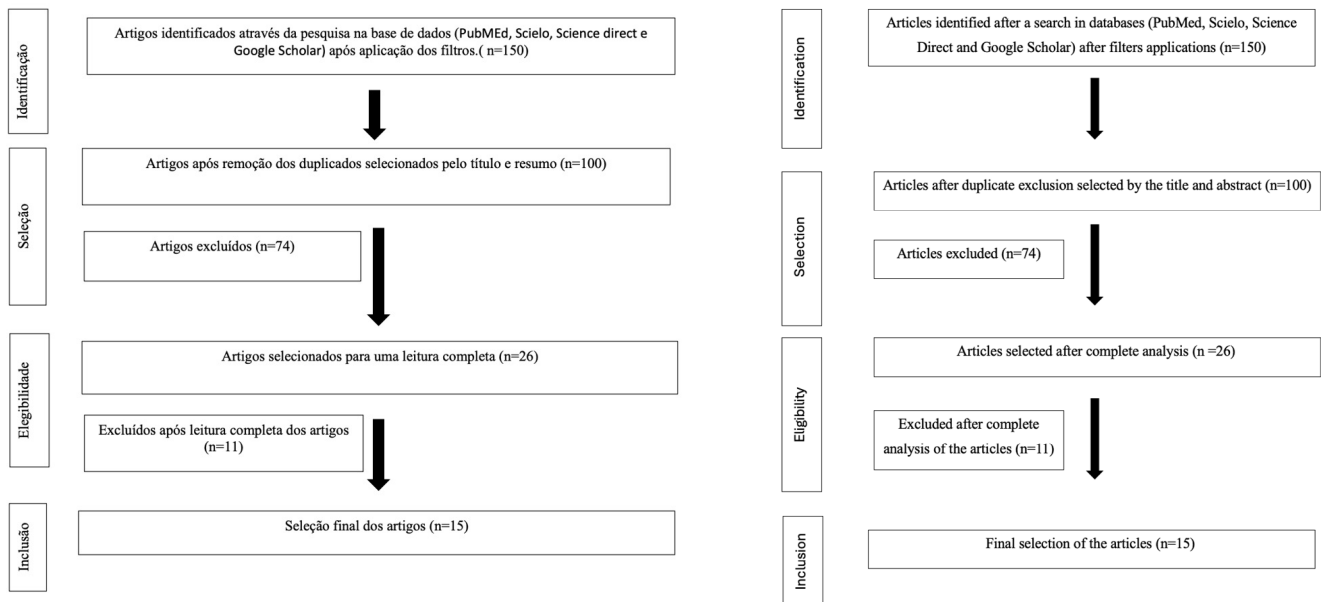 Identificação
Artigos identificados através da pesquisa na base de dados (PubMEd, Scielo, Science direct e
Google Scholar) após aplicação dos filtros.( n=150)
Seleção
Artigos após remoção dos duplicados selecionados pelo título e resumo (n=100)
Artigos excluídos (n=74)
Elegibilidade
Artigos selecionados para uma leitura completa (n=26)
Excluídos após leitura completa dos artigos
(n=11)
Inclusão
Seleção final dos artigos (n=15)
Identification
Articles identified after a search in databases (PubMed, Scielo, Science
Direct and Google Scholar) after filters applications (n=150)
Selection
Articles after duplicate exclusion selected by the title and abstract (n=100)
Articles excluded (n=74)
Eligibility
Articles selected after complete analysis (n =26)
Excluded after complete
analysis of the articles (n=11)
Inclusion
Final selection of the articles (n=15)